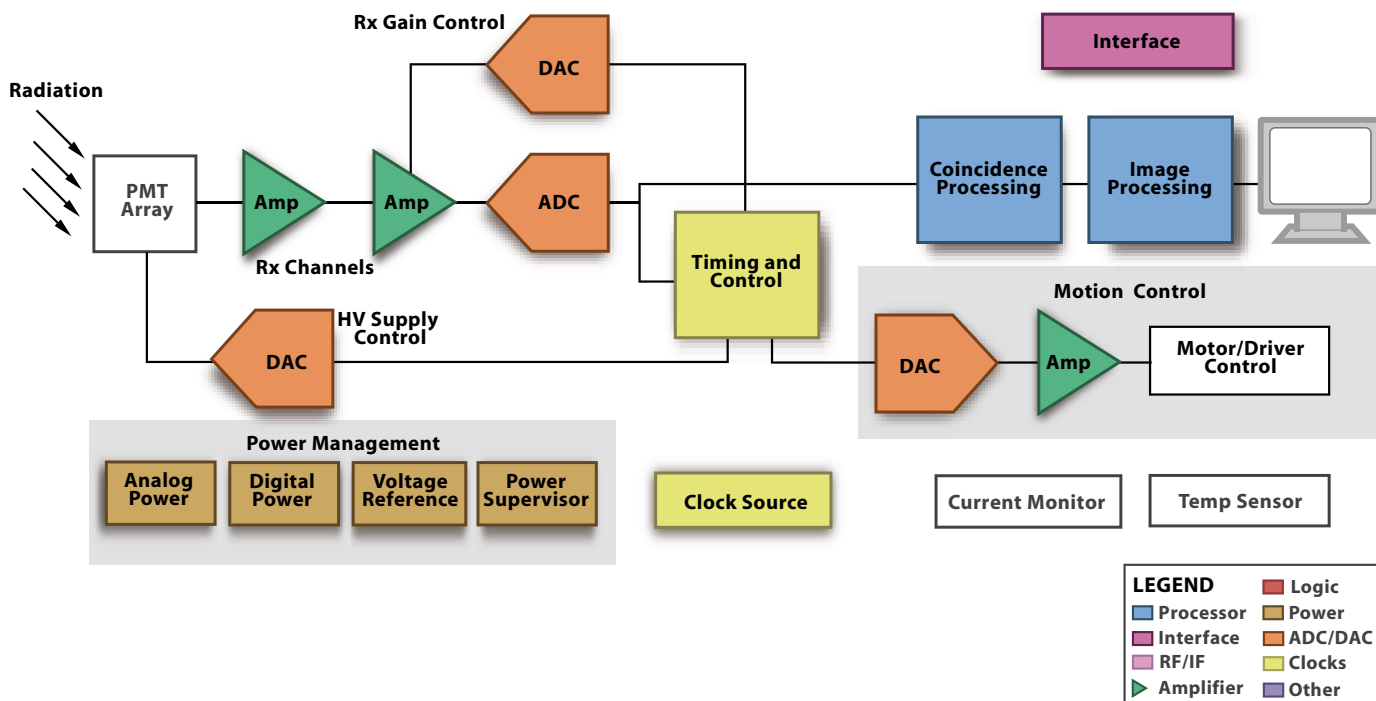 Rx Gain Control
DAC
Interface
Radiation
PMT
Array
Amp
Amp
ADC
Coincidence
Processing
Image
Processing
Rx Channels
Timing and
Control
HV Supply
Control
DAC
Motion Control
DAC
Amp
Motor/Driver
Control
Power Management
Analog
Power
Digital
Power
Voltage
Reference
Power
Supervisor
Clock Source
Current Monitor
Temp Sensor
LEGEND
Processor
Interface
RF/IF
Amplifier
Logic
Power
ADC/DAC
Clocks
Other